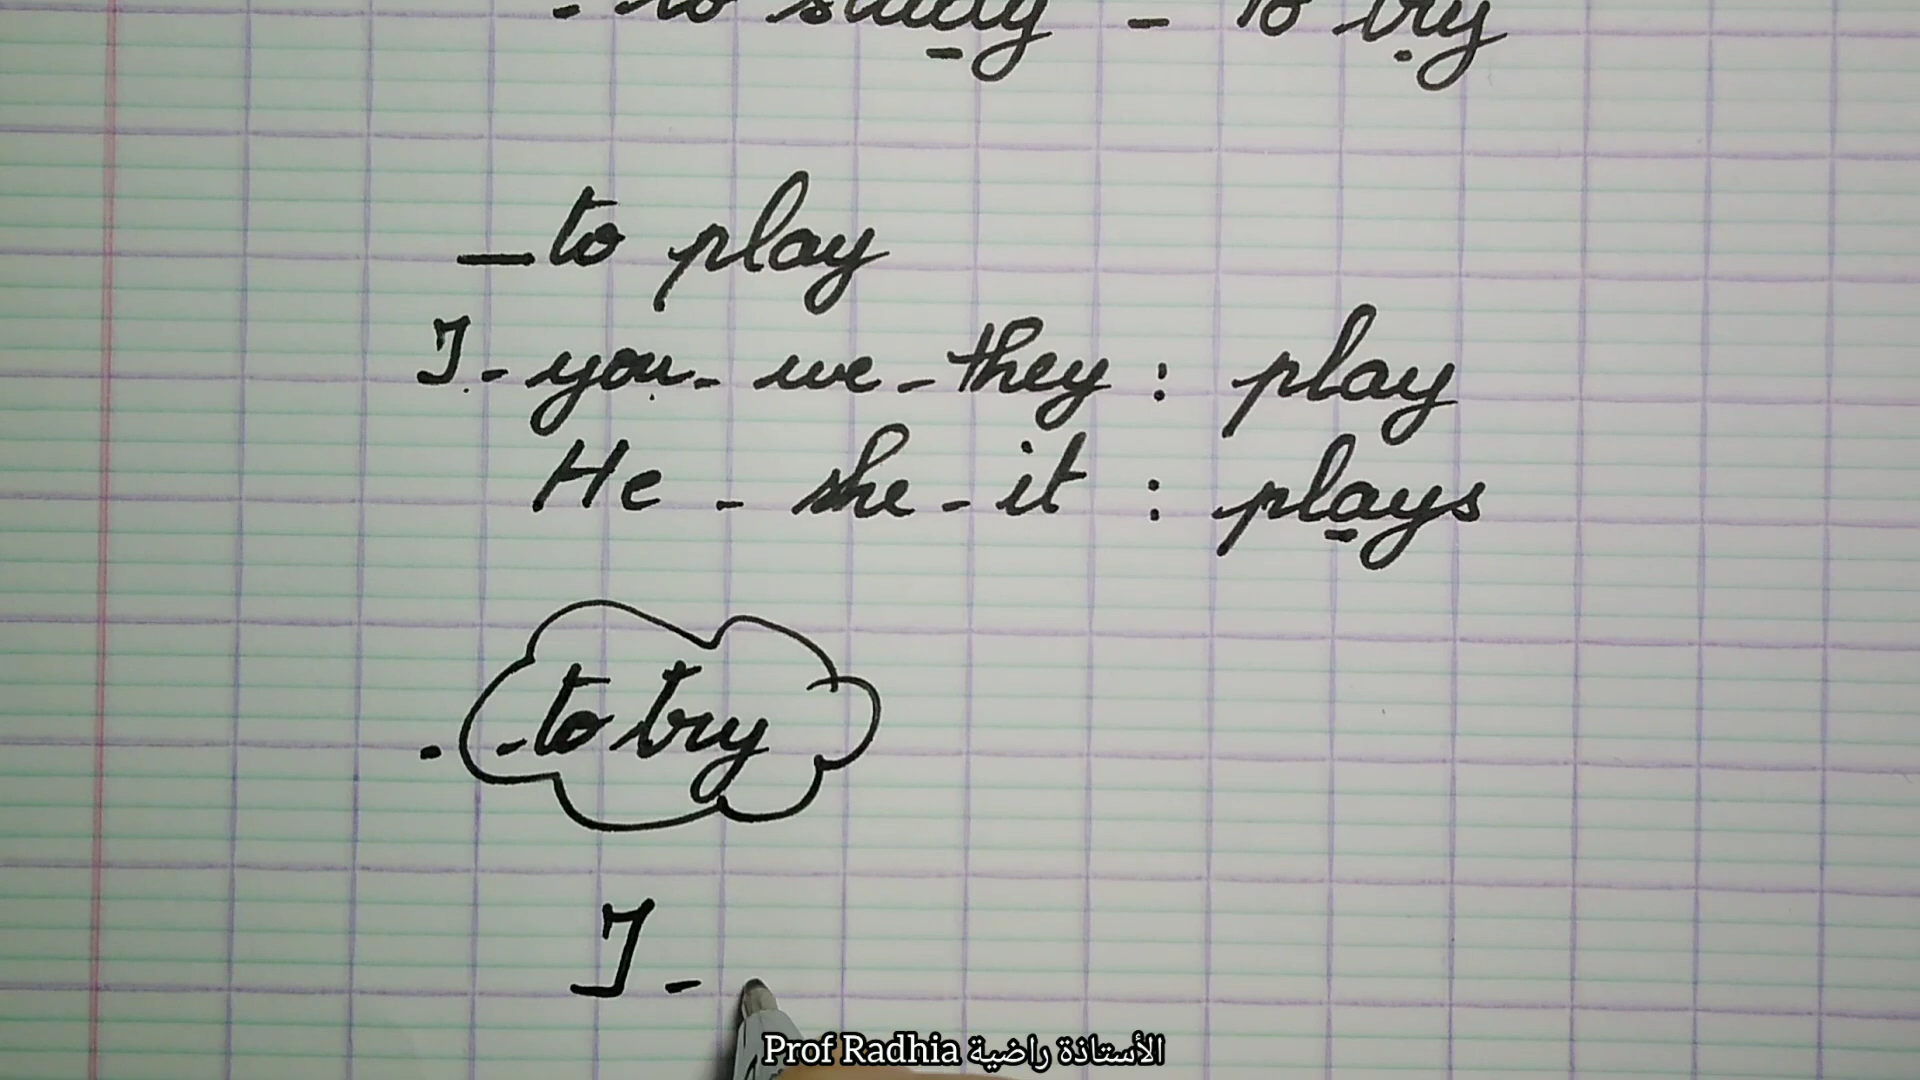 - to study - to try
- to play
I - you - we - they : play
He - she - it : plays
- to try
I -
Prof Radhia الأستاذة راضية